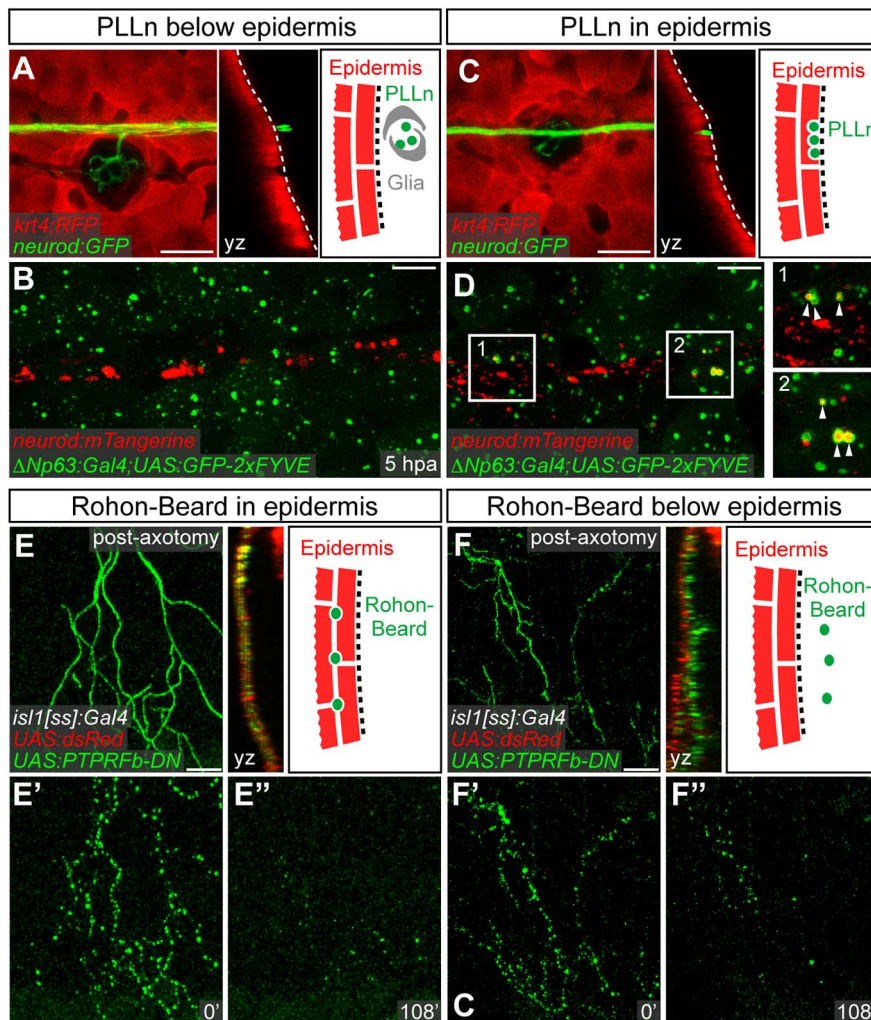 PLLn below epidermis
PLLn in epidermis
A
Epidermis
PLLn
Glia
krt4:RFP
neurod:GFP
yz
C
Epidermis
PLLn
krt4:RFP
neurod:GFP
yz
B
neurod:mTangerine
ΔNp63:Gal4;UAS:GFP-2xFYVE
5 hpa
D
1
2
neurod:mTangerine
ΔNp63:Gal4;UAS:GFP-2xFYVE
1
2
Rohon-Beard in epidermis
Rohon-Beard below epidermis
E
post-axotomy
isl1[ss]:Gal4
UAS:dsRed
UAS:PTPRFb-DN
yz
Epidermis
Rohon-
Beard
F
post-axotomy
isl1[ss]:Gal4
UAS:dsRed
UAS:PTPRFb-DN
yz
Epidermis
Rohon-
Beard
E'
0'
E"
108'
F'
C
0'
F"
108'